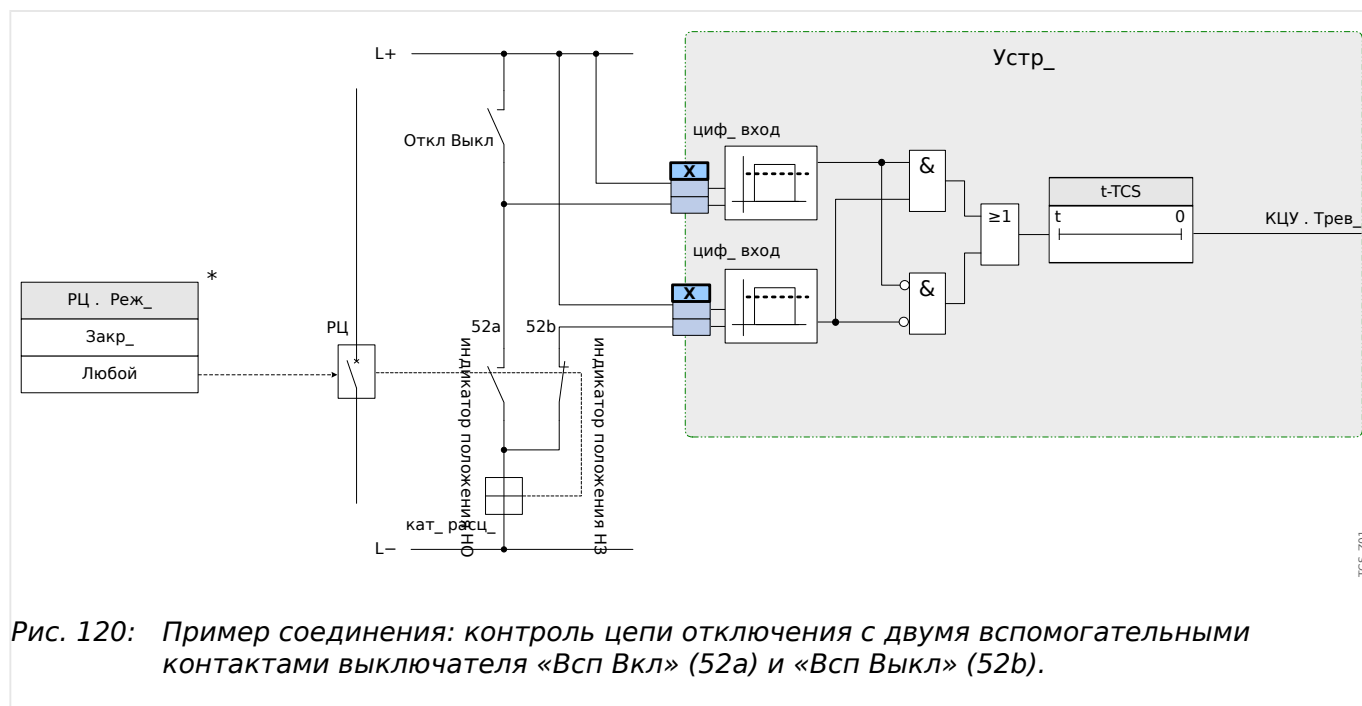 L+
Устр_
циф_ вход
Откл Выкл
X
&
t-TCS
≥1
t 0
КЦУ . Трев_
циф_ вход
*
X
&
РЦ . Реж_
Закр_
Любой
РЦ
52a
52b
индикатор положения НО
индикатор положения НЗ
кат_ расц_
L−
Рис. 120: Пример соединения: контроль цепи отключения с двумя вспомогательными
контактами выключателя «Всп Вкл» (52a) и «Всп Выкл» (52b).